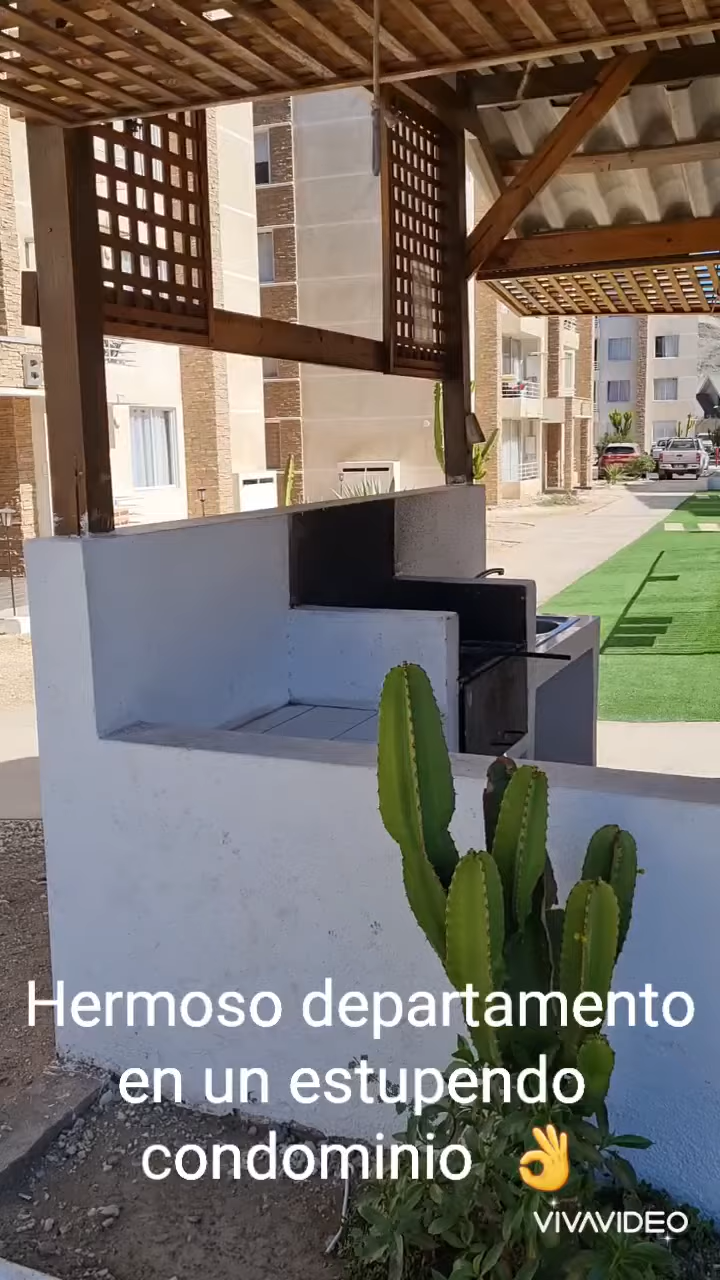 B
Hermoso departamento
en un estupendo
condominio 👌
VIVAVIDEO